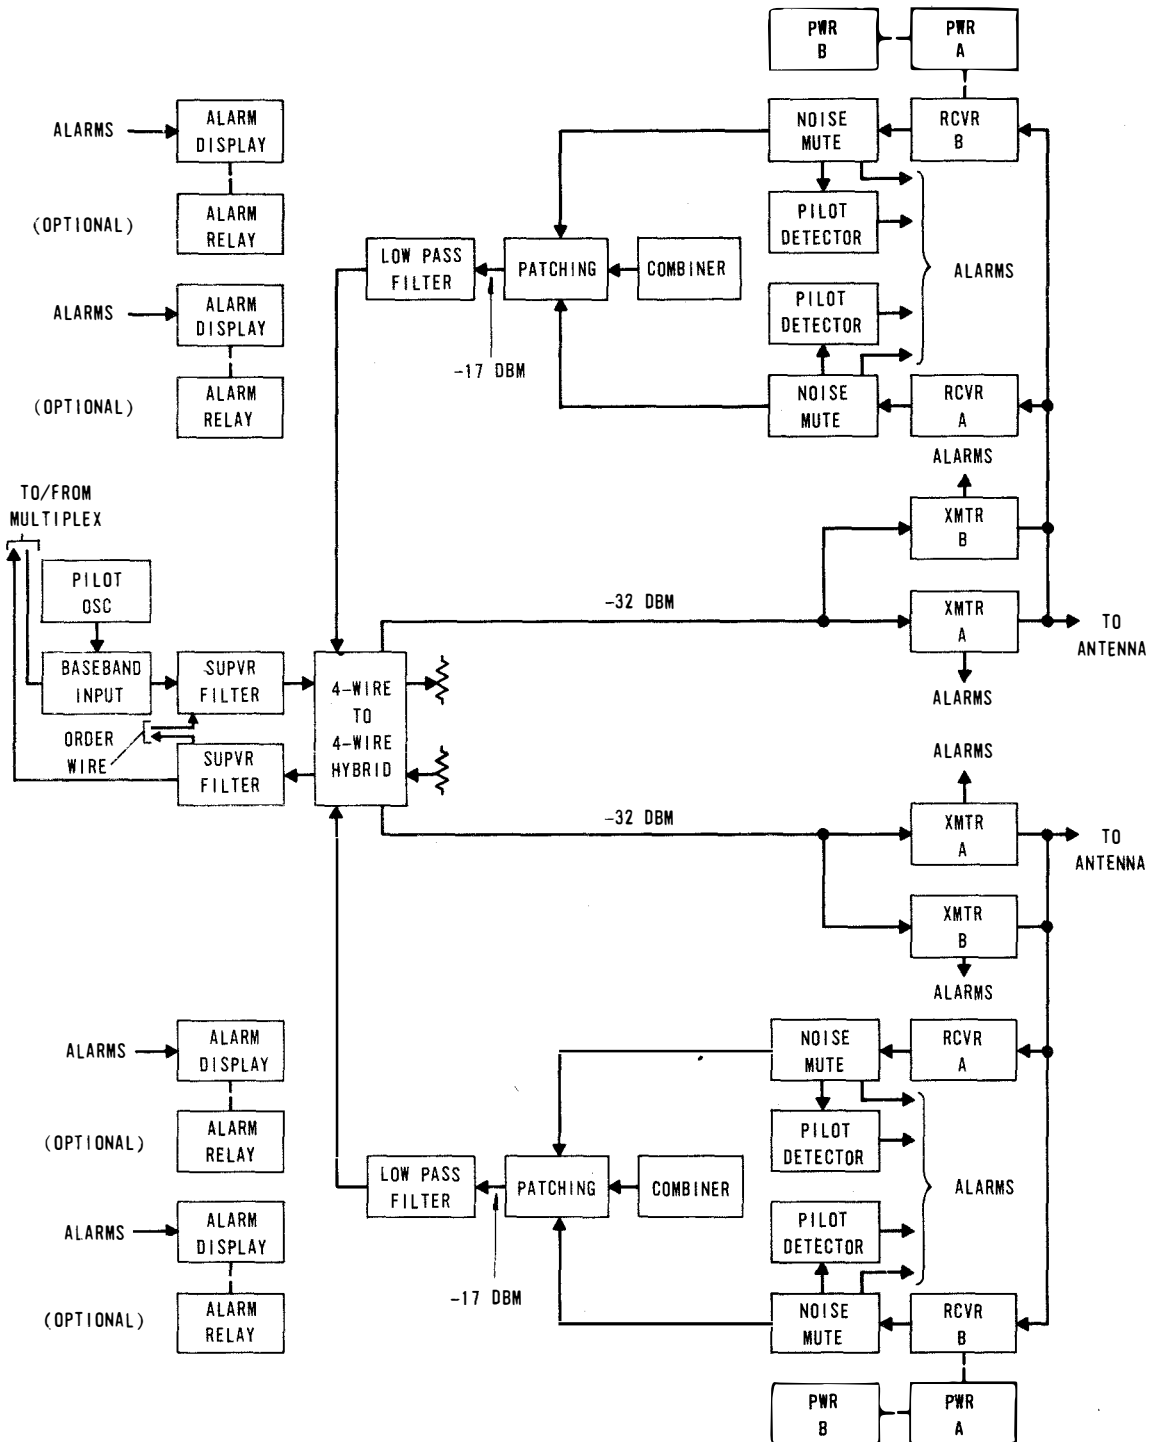 PWR
B
PWR
A
ALARMS
ALARM
DISPLAY
NOISE
MUTE
RCVR
B
(OPTIONAL)
ALARM
RELAY
PILOT
DETECTOR
LOW PASS
FILTER
PATCHING
COMBINER
ALARMS
ALARMS
ALARM
DISPLAY
PILOT
DETECTOR
-17 DBM
(OPTIONAL)
ALARM
RELAY
NOISE
MUTE
RCVR
A
ALARMS
TO/FROM
MULTIPLEX
XMTR
B
PILOT
OSC
-32 DBM
XMTR
A
TO
ANTENNA
BASEBAND
INPUT
SUPVR
FILTER
4-WIRE
TO
4-WIRE
HYBRID
ALARMS
ORDER
WIRE
SUPVR
FILTER
ALARMS
-32 DBM
XMTR
A
TO
ANTENNA
XMTR
B
ALARMS
ALARMS
ALARM
DISPLAY
NOISE
MUTE
RCVR
A
(OPTIONAL)
ALARM
RELAY
PILOT
DETECTOR
LOW PASS
FILTER
PATCHING
COMBINER
ALARMS
ALARMS
ALARM
DISPLAY
PILOT
DETECTOR
-17 DBM
(OPTIONAL)
ALARM
RELAY
NOISE
MUTE
RCVR
B
PWR
B
PWR
A